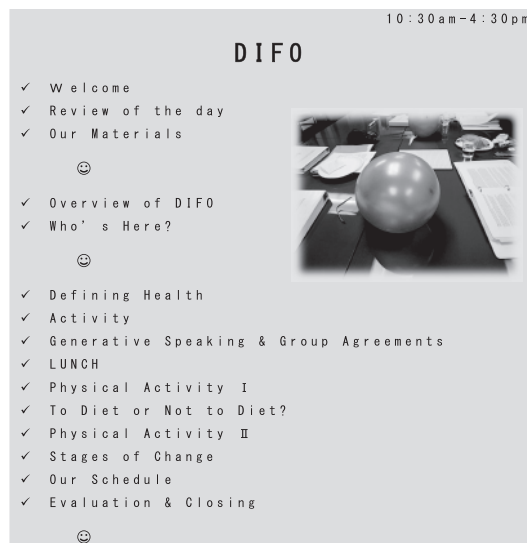 10:30am-4:30pm
DIFO
✓ Welcome
✓ Review of the day
✓ Our Materials
☺
✓ Overview of DIFO
✓ Who's Here?
☺
✓ Defining Health
✓ Activity
✓ Generative Speaking & Group Agreements
✓ LUNCH
✓ Physical Activity I
✓ To Diet or Not to Diet?
✓ Physical Activity Ⅱ
✓ Stages of Change
✓ Our Schedule
✓ Evaluation & Closing
☺